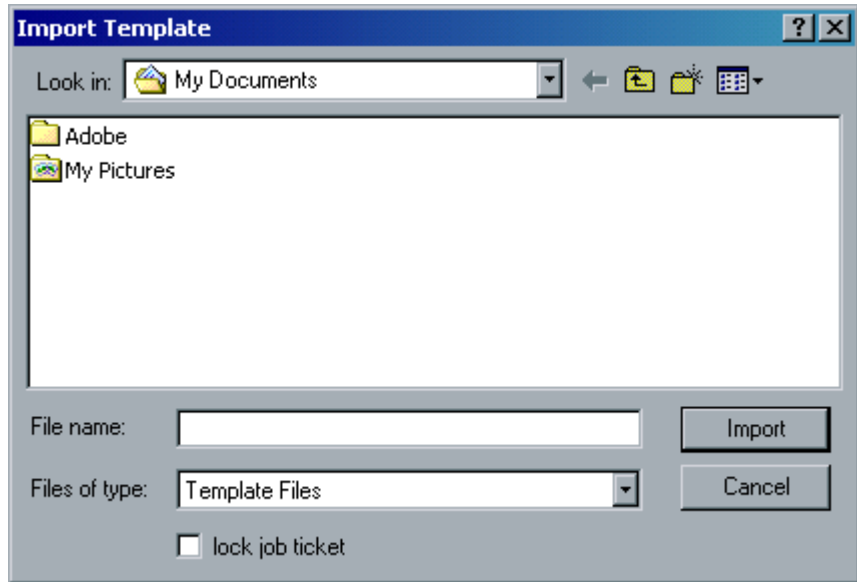 Import Template
Look in: My Documents
Adobe
My Pictures
File name:
Import
Files of type: Template Files
Cancel
lock job ticket